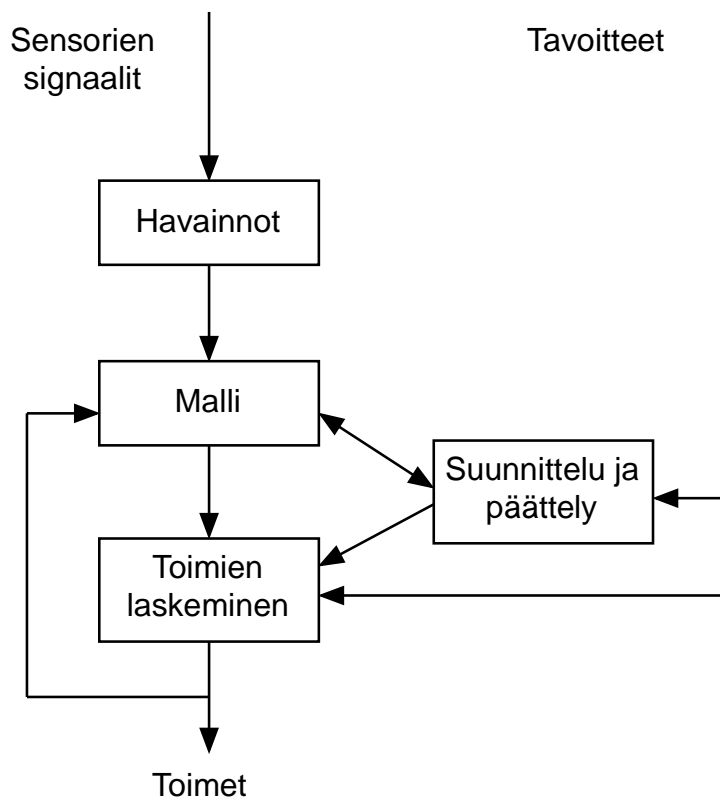 Sensorien
signaalit
Tavoitteet
Havainnot
Malli
Suunnittelu ja
päättely
Toimien
laskeminen
Toimet